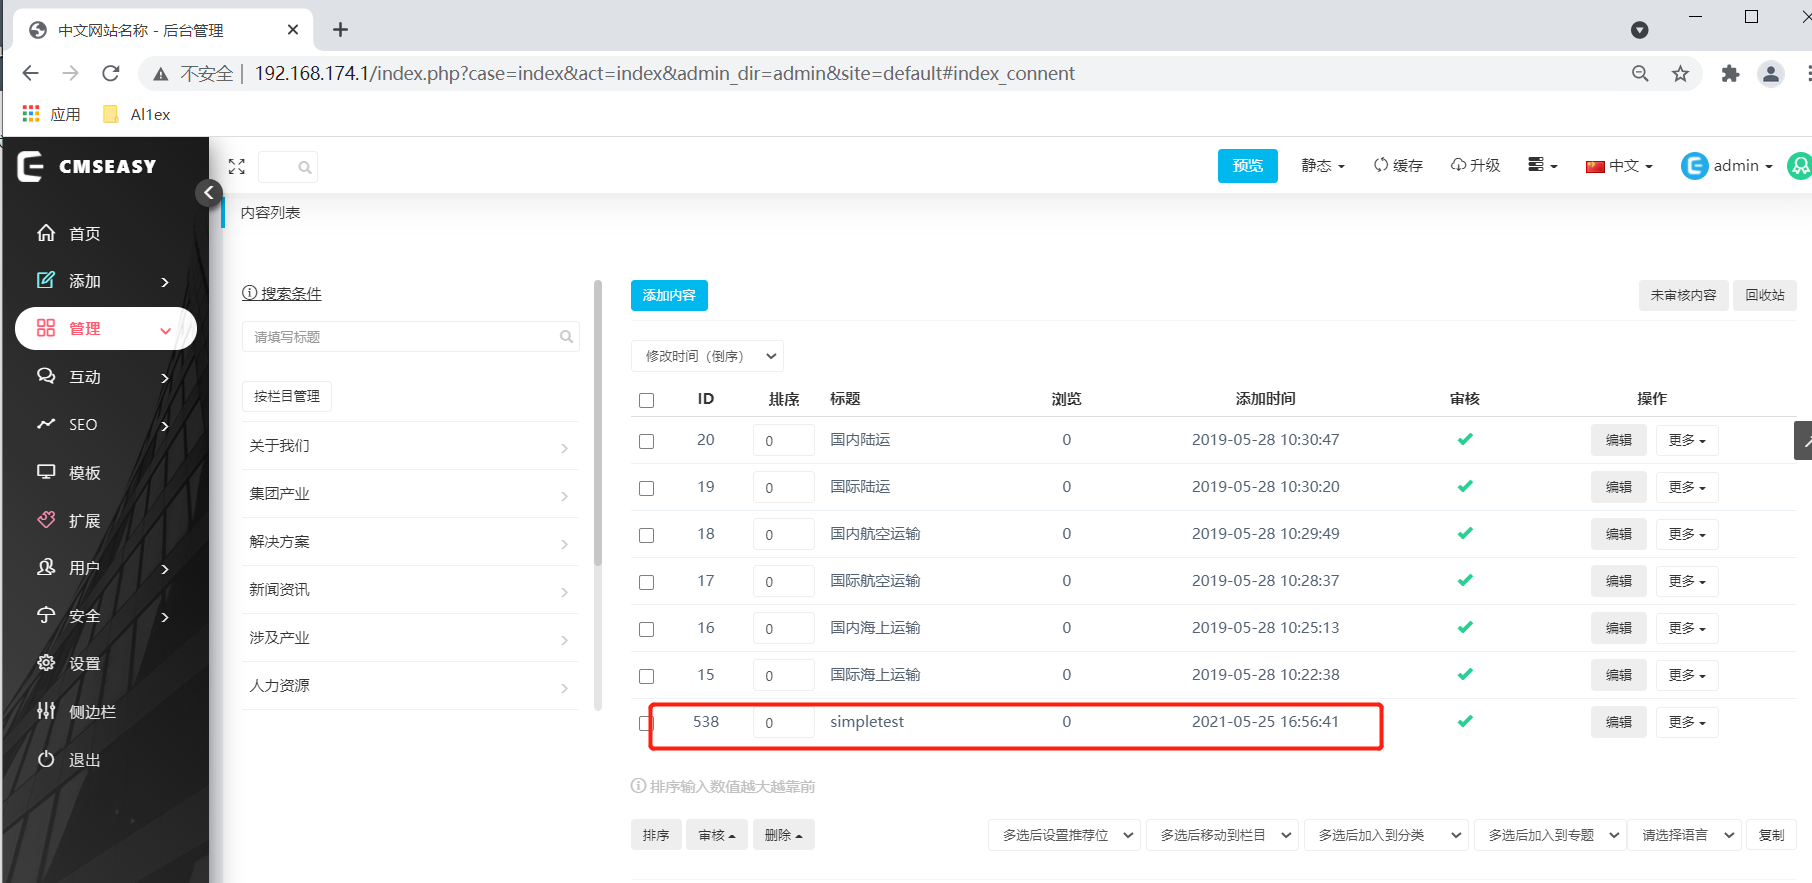 中文网站名称 - 后台管理
不安全 | 192.168.174.1/index.php?case=index&act=index&admin_dir=admin&site=default#index_connent
应用 Al1ex
CMSEASY
预览 静态 缓存 升级 中文 admin
内容列表
首页
添加
管理
互动
SEO
模板
扩展
用户
安全
设置
侧边栏
退出
搜索条件
请填写标题
按栏目管理
关于我们
集团产业
解决方案
新闻资讯
涉及产业
人力资源
添加内容 未审核内容 回收站
修改时间（倒序）
ID 排序 标题 浏览 添加时间 审核 操作
20 0 国内陆运 0 2019-05-28 10:30:47 编辑 更多
19 0 国际陆运 0 2019-05-28 10:30:20 编辑 更多
18 0 国内航空运输 0 2019-05-28 10:29:49 编辑 更多
17 0 国际航空运输 0 2019-05-28 10:28:37 编辑 更多
16 0 国内海上运输 0 2019-05-28 10:25:13 编辑 更多
15 0 国际海上运输 0 2019-05-28 10:22:38 编辑 更多
538 0 simpletest 0 2021-05-25 16:56:41 编辑 更多
排序输入数值越大越靠前
排序 审核 删除 多选后设置推荐位 多选后移动到栏目 多选后加入到分类 多选后加入到专题 请选择语言 复制